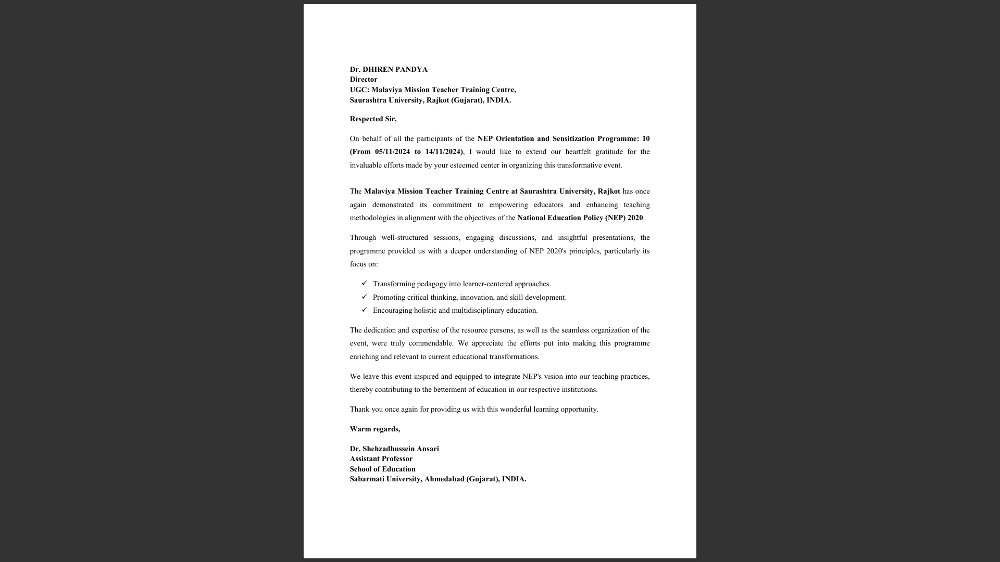 Dr. DHIREN PANDYA
Director
UGC: Malaviya Mission Teacher Training Centre,
Saurashtra University, Rajkot (Gujarat), INDIA.
Respected Sir,
On behalf of all the participants of the NEP Orientation and Sensitization Programme: 10
(From 05/11/2024 to 14/11/2024), I would like to extend our heartfelt gratitude for the
invaluable efforts made by your esteemed center in organizing this transformative event.
The Malaviya Mission Teacher Training Centre at Saurashtra University, Rajkot has once
again demonstrated its commitment to empowering educators and enhancing teaching
methodologies in alignment with the objectives of the National Education Policy (NEP) 2020.
Through well-structured sessions, engaging discussions, and insightful presentations, the
programme provided us with a deeper understanding of NEP 2020's principles, particularly its
focus on:
✓ Transforming pedagogy into learner-centered approaches.
✓ Promoting critical thinking, innovation, and skill development.
✓ Encouraging holistic and multidisciplinary education.
The dedication and expertise of the resource persons, as well as the seamless organization of the
event, were truly commendable. We appreciate the efforts put into making this programme
enriching and relevant to current educational transformations.
We leave this event inspired and equipped to integrate NEP's vision into our teaching practices,
thereby contributing to the betterment of education in our respective institutions.
Thank you once again for providing us with this wonderful learning opportunity.
Warm regards,
Dr. Shehzadhussein Ansari
Assistant Professor
School of Education
Sabarmati University, Ahmedabad (Gujarat), INDIA.